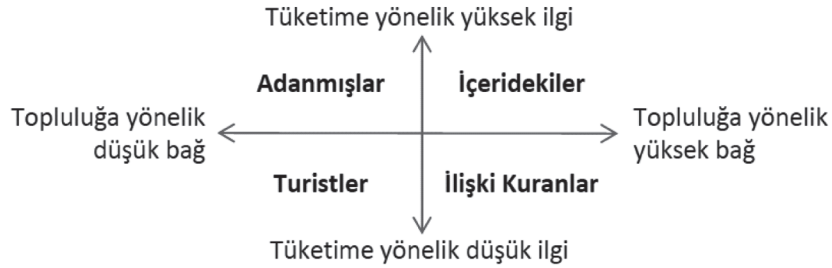 Tüketime yönelik yüksek ilgi
Adanmışlar
İçeridekiler
Topluluğa yönelik
düşük bağ
Topluluğa yönelik
yüksek bağ
Turistler
İlişki Kuranlar
Tüketime yönelik düşük ilgi